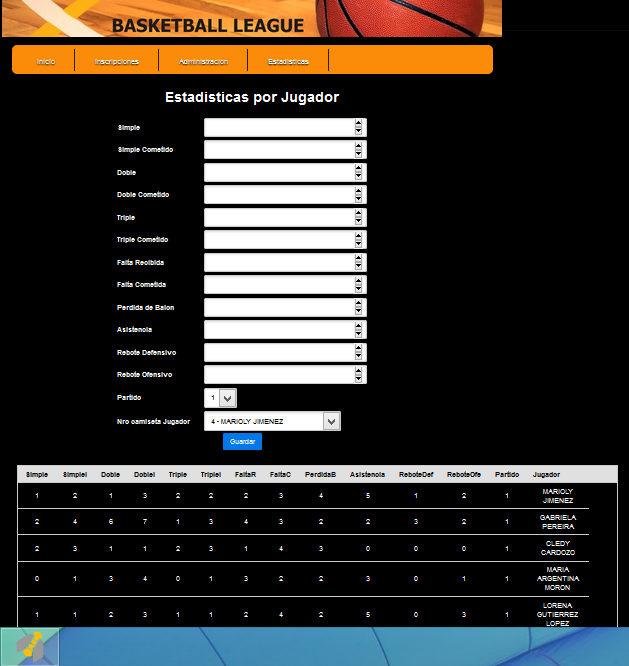 BASKETBALL LEAGUE
Inicio Inscripciones Administracion Estadisticas
Estadisticas por Jugador
Simple
Simple Cometido
Doble
Doble Cometido
Triple
Triple Cometido
Falta Recibida
Falta Cometida
Perdida de Balon
Asistencia
Rebote Defensivo
Rebote Ofensivo
Partido 1
Nro camiseta Jugador 4 - MARIOLY JIMENEZ
Guardar
Simple SimpleI Doble DobleI Triple TripleI FaltaR FaltaC PerdidaB Asistencia ReboteDef ReboteOfe Partido Jugador
1 2 1 3 2 2 2 3 4 5 1 2 1 MARIOLY JIMENEZ
2 4 6 7 1 3 4 3 2 2 3 2 1 GABRIELA PEREIRA
2 3 1 1 2 3 1 4 3 0 0 0 1 CLEDY CARDOZO
0 1 3 4 0 1 3 2 2 3 0 1 1 MARIA ARGENTINA MORON
1 1 2 3 1 1 2 4 2 5 0 3 1 LORENA GUTIERREZ LOPEZ